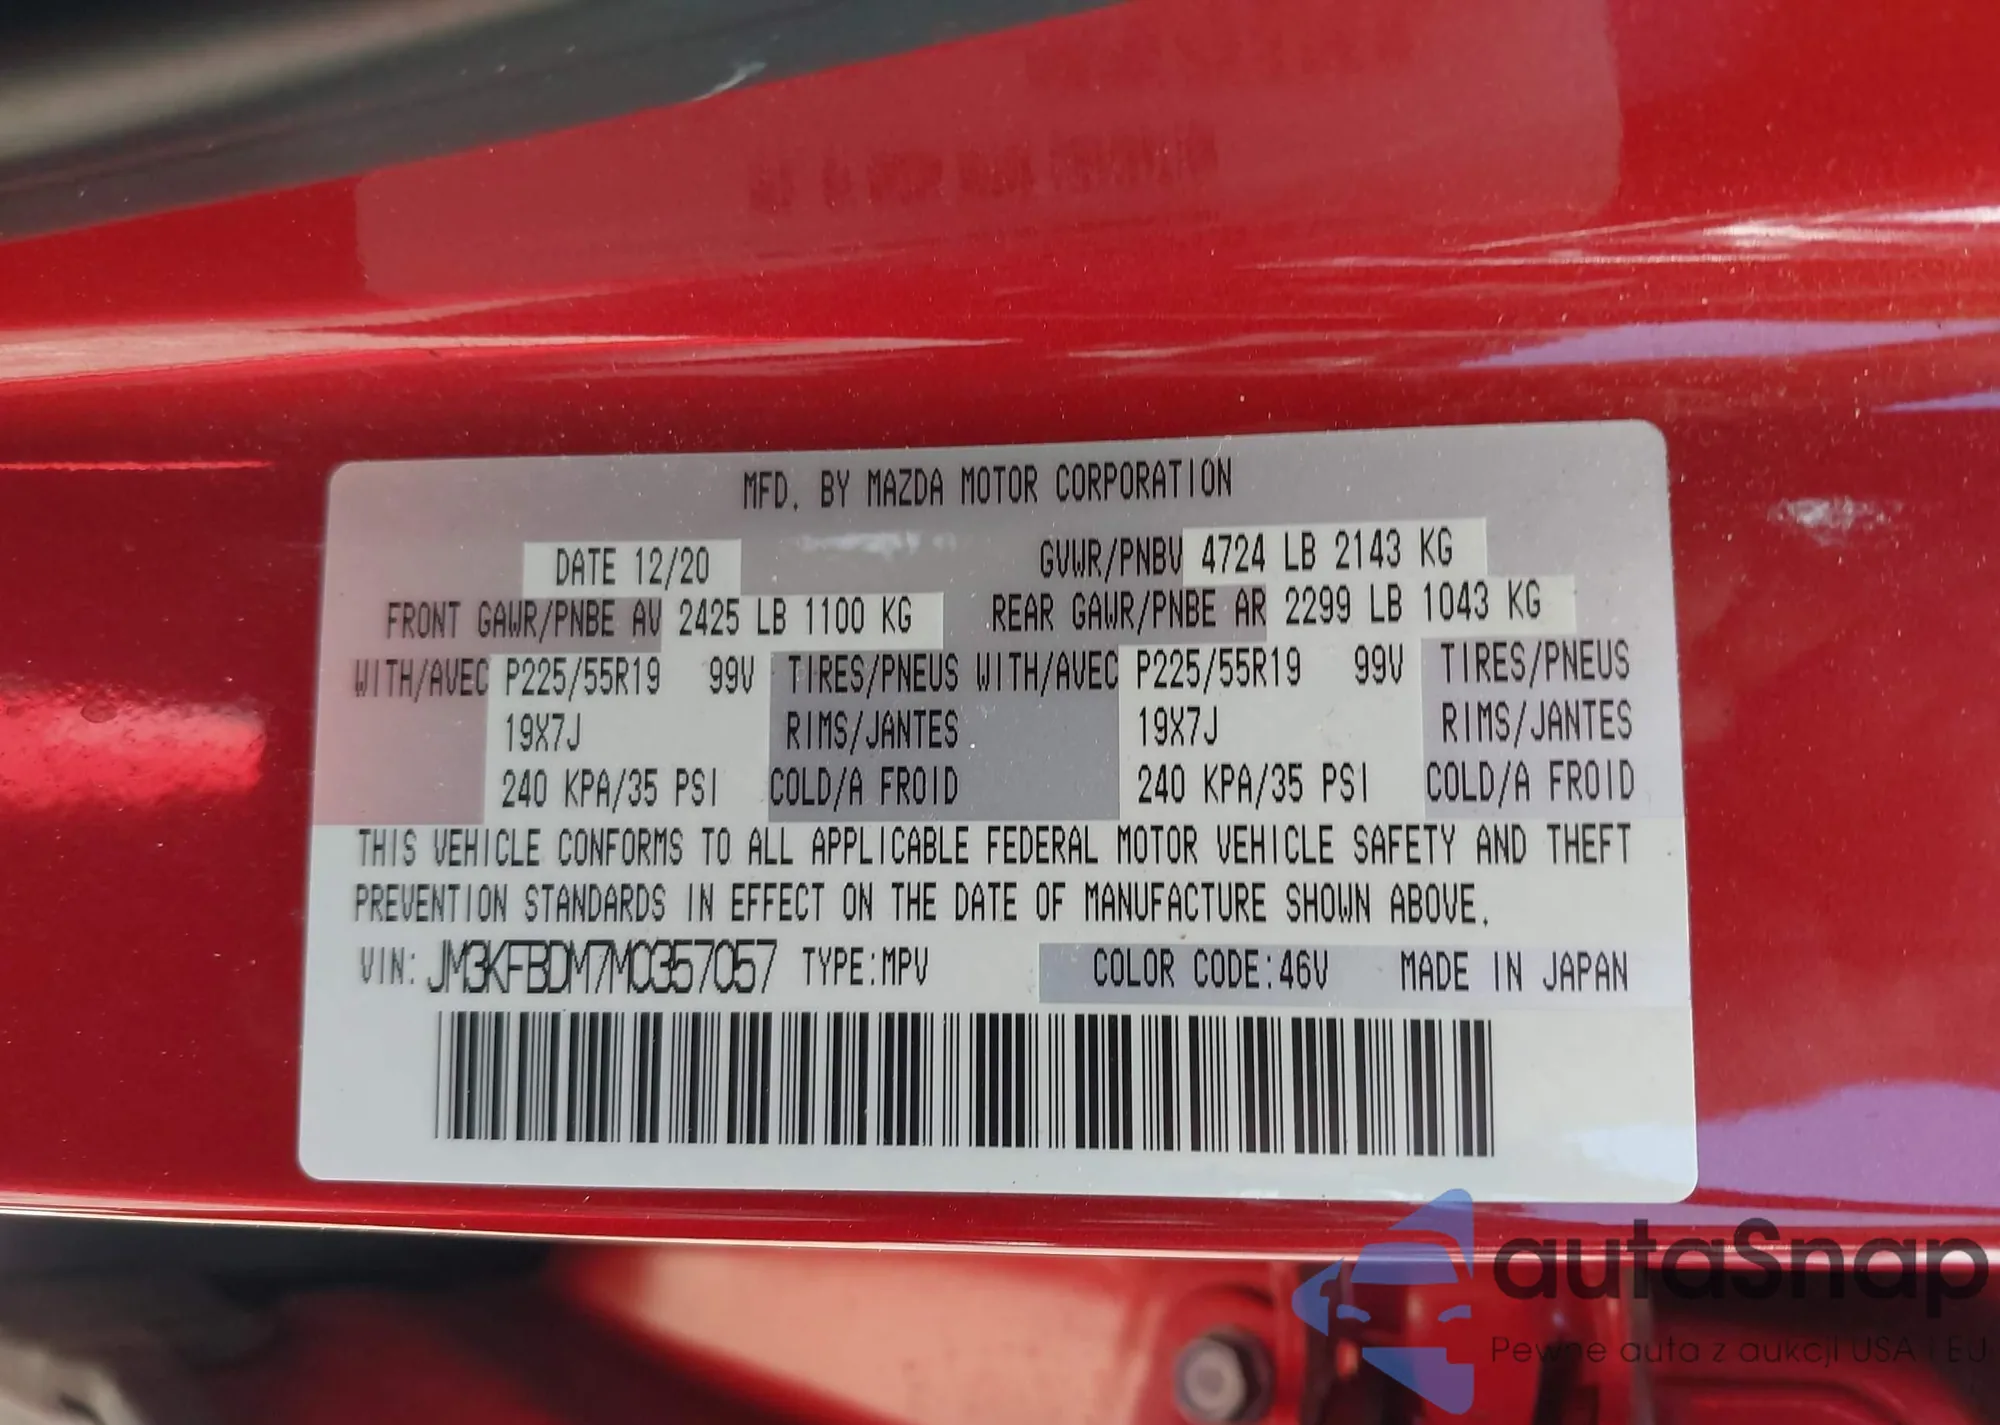 MFD. BY MAZDA MOTOR CORPORATION
DATE 12/20 GVWR/PNBV 4724 LB 2143 KG
FRONT GAWR/PNBE AV 2425 LB 1100 KG REAR GAWR/PNBE AR 2299 LB 1043 KG
WITH/AVEC P225/55R19 99V TIRES/PNEUS WITH/AVEC P225/55R19 99V TIRES/PNEUS
19X7J RIMS/JANTES 19X7J RIMS/JANTES
240 KPA/35 PSI COLD/A FROID 240 KPA/35 PSI COLD/A FROID
THIS VEHICLE CONFORMS TO ALL APPLICABLE FEDERAL MOTOR VEHICLE SAFETY AND THEFT
PREVENTION STANDARDS IN EFFECT ON THE DATE OF MANUFACTURE SHOWN ABOVE.
VIN: JM3KFBDM7M0357057 TYPE:MPV COLOR CODE:46V MADE IN JAPAN
autaSnap
Pewne auta z aukcji USA i EU